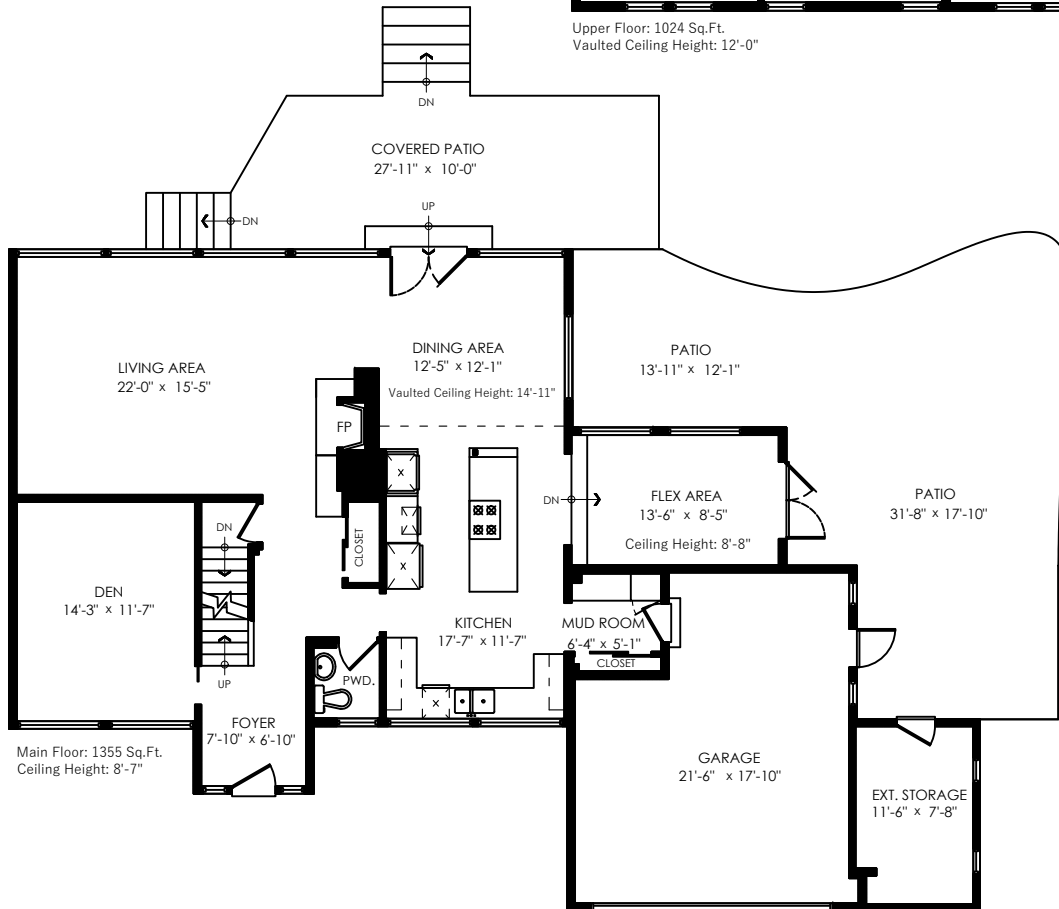 Upper Floor: 1024 Sq.Ft.
Vaulted Ceiling Height: 12'-0"
DN
COVERED PATIO
27'-11" x 10'-0"
DN
UP
LIVING AREA
22'-0" x 15'-5"
DINING AREA
12'-5" x 12'-1"
Vaulted Ceiling Height: 14'-11"
PATIO
13'-11" x 12'-1"
FP
X
DN
FLEX AREA
13'-6" x 8'-5"
Ceiling Height: 8'-8"
PATIO
31'-8" x 17'-10"
DN
CLOSET
X
DEN
14'-3" x 11'-7"
UP
KITCHEN
17'-7" x 11'-7"
MUD ROOM
6'-4" x 5'-1"
CLOSET
PWD.
X
FOYER
7'-10" x 6'-10"
Main Floor: 1355 Sq.Ft.
Ceiling Height: 8'-7"
GARAGE
21'-6" x 17'-10"
EXT. STORAGE
11'-6" x 7'-8"